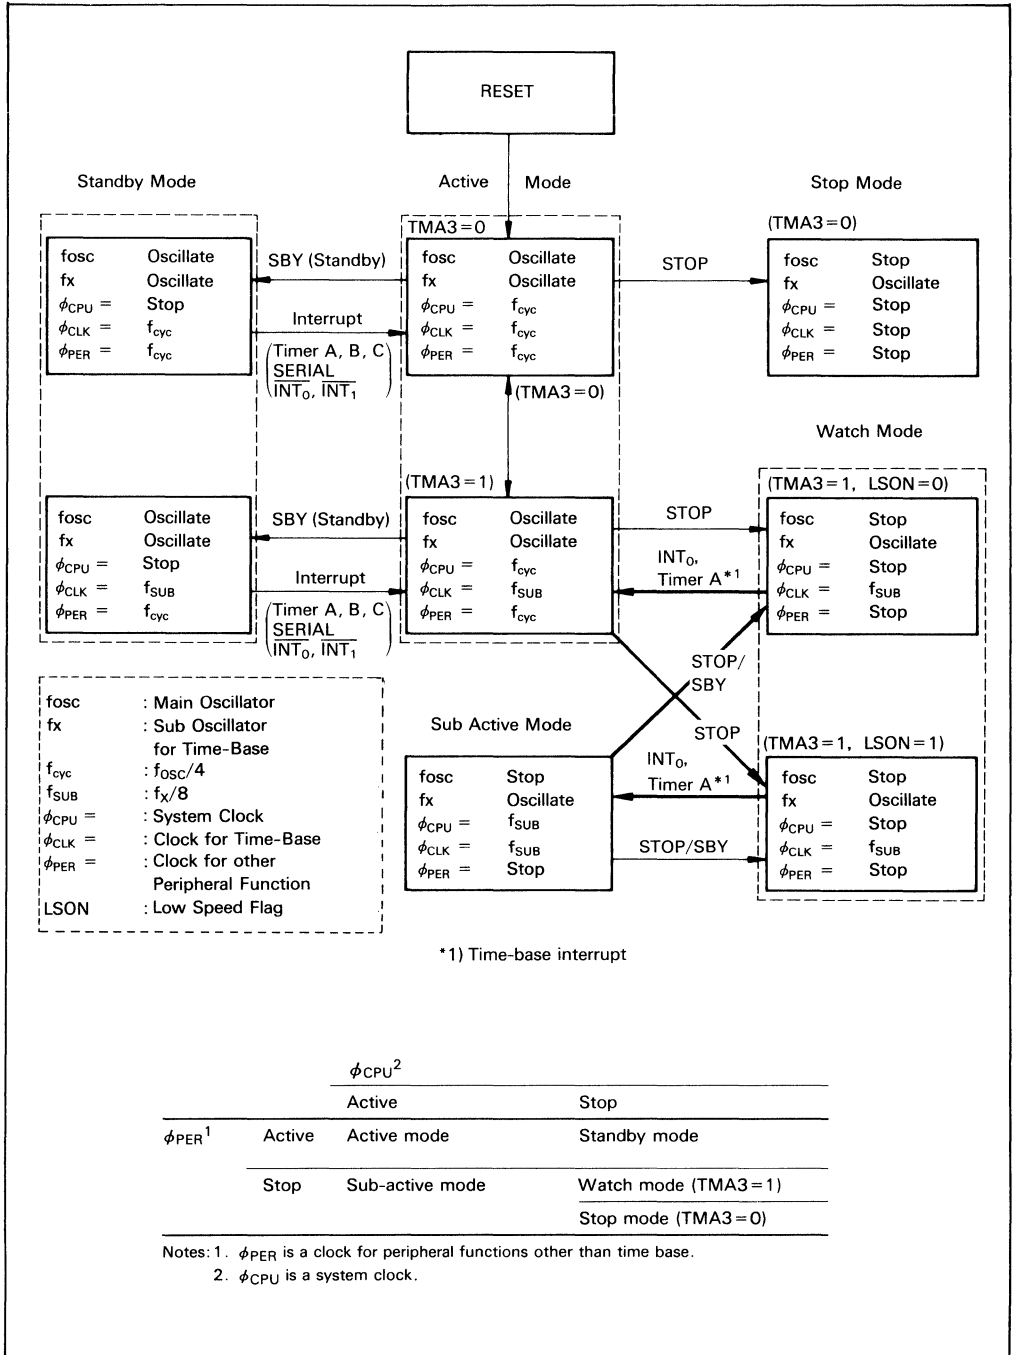 RESET
Standby Mode
Active Mode
Stop Mode
TMA3=0
(TMA3=0)
fosc Oscillate
fx Oscillate
ϕCPU = Stop
ϕCLK = fcyc
ϕPER = fcyc
SBY (Standby)
Interrupt
(Timer A, B, C
SERIAL
I̅N̅T̅0, I̅N̅T̅1)
fosc Oscillate
fx Oscillate
ϕCPU = fcyc
ϕCLK = fcyc
ϕPER = fcyc
STOP
fosc Stop
fx Oscillate
ϕCPU = Stop
ϕCLK = Stop
ϕPER = Stop
(TMA3=0)
Watch Mode
(TMA3=1)
(TMA3=1, LSON=0)
fosc Oscillate
fx Oscillate
ϕCPU = Stop
ϕCLK = fSUB
ϕPER = fcyc
SBY (Standby)
Interrupt
(Timer A, B, C
SERIAL
I̅N̅T̅0, I̅N̅T̅1)
fosc Oscillate
fx Oscillate
ϕCPU = fcyc
ϕCLK = fSUB
ϕPER = fcyc
STOP
INT0,
Timer A*1
fosc Stop
fx Oscillate
ϕCPU = Stop
ϕCLK = fSUB
ϕPER = Stop
STOP/
SBY
STOP
fosc : Main Oscillator
fx : Sub Oscillator
for Time-Base
fcyc : fOSC/4
fSUB : fX/8
ϕCPU = : System Clock
ϕCLK = : Clock for Time-Base
ϕPER = : Clock for other
Peripheral Function
LSON : Low Speed Flag
Sub Active Mode
(TMA3=1, LSON=1)
fosc Stop
fx Oscillate
ϕCPU = fSUB
ϕCLK = fSUB
ϕPER = Stop
INT0,
Timer A*1
STOP/SBY
fosc Stop
fx Oscillate
ϕCPU = Stop
ϕCLK = fSUB
ϕPER = Stop
*1) Time-base interrupt
ϕCPU2
Active Stop
ϕPER1 Active Active mode Standby mode
Stop Sub-active mode Watch mode (TMA3=1)
Stop mode (TMA3=0)
Notes: 1. ϕPER is a clock for peripheral functions other than time base.
2. ϕCPU is a system clock.